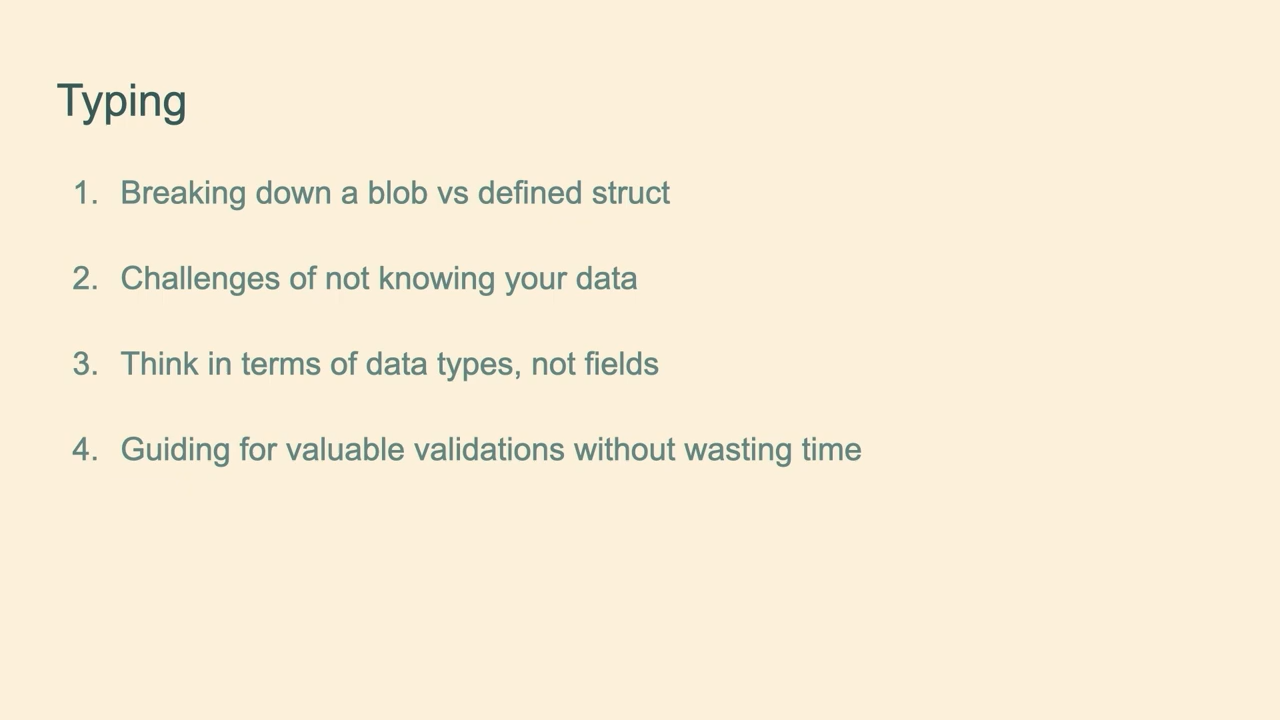 Typing
1. Breaking down a blob vs defined struct
2. Challenges of not knowing your data
3. Think in terms of data types, not fields
4. Guiding for valuable validations without wasting time